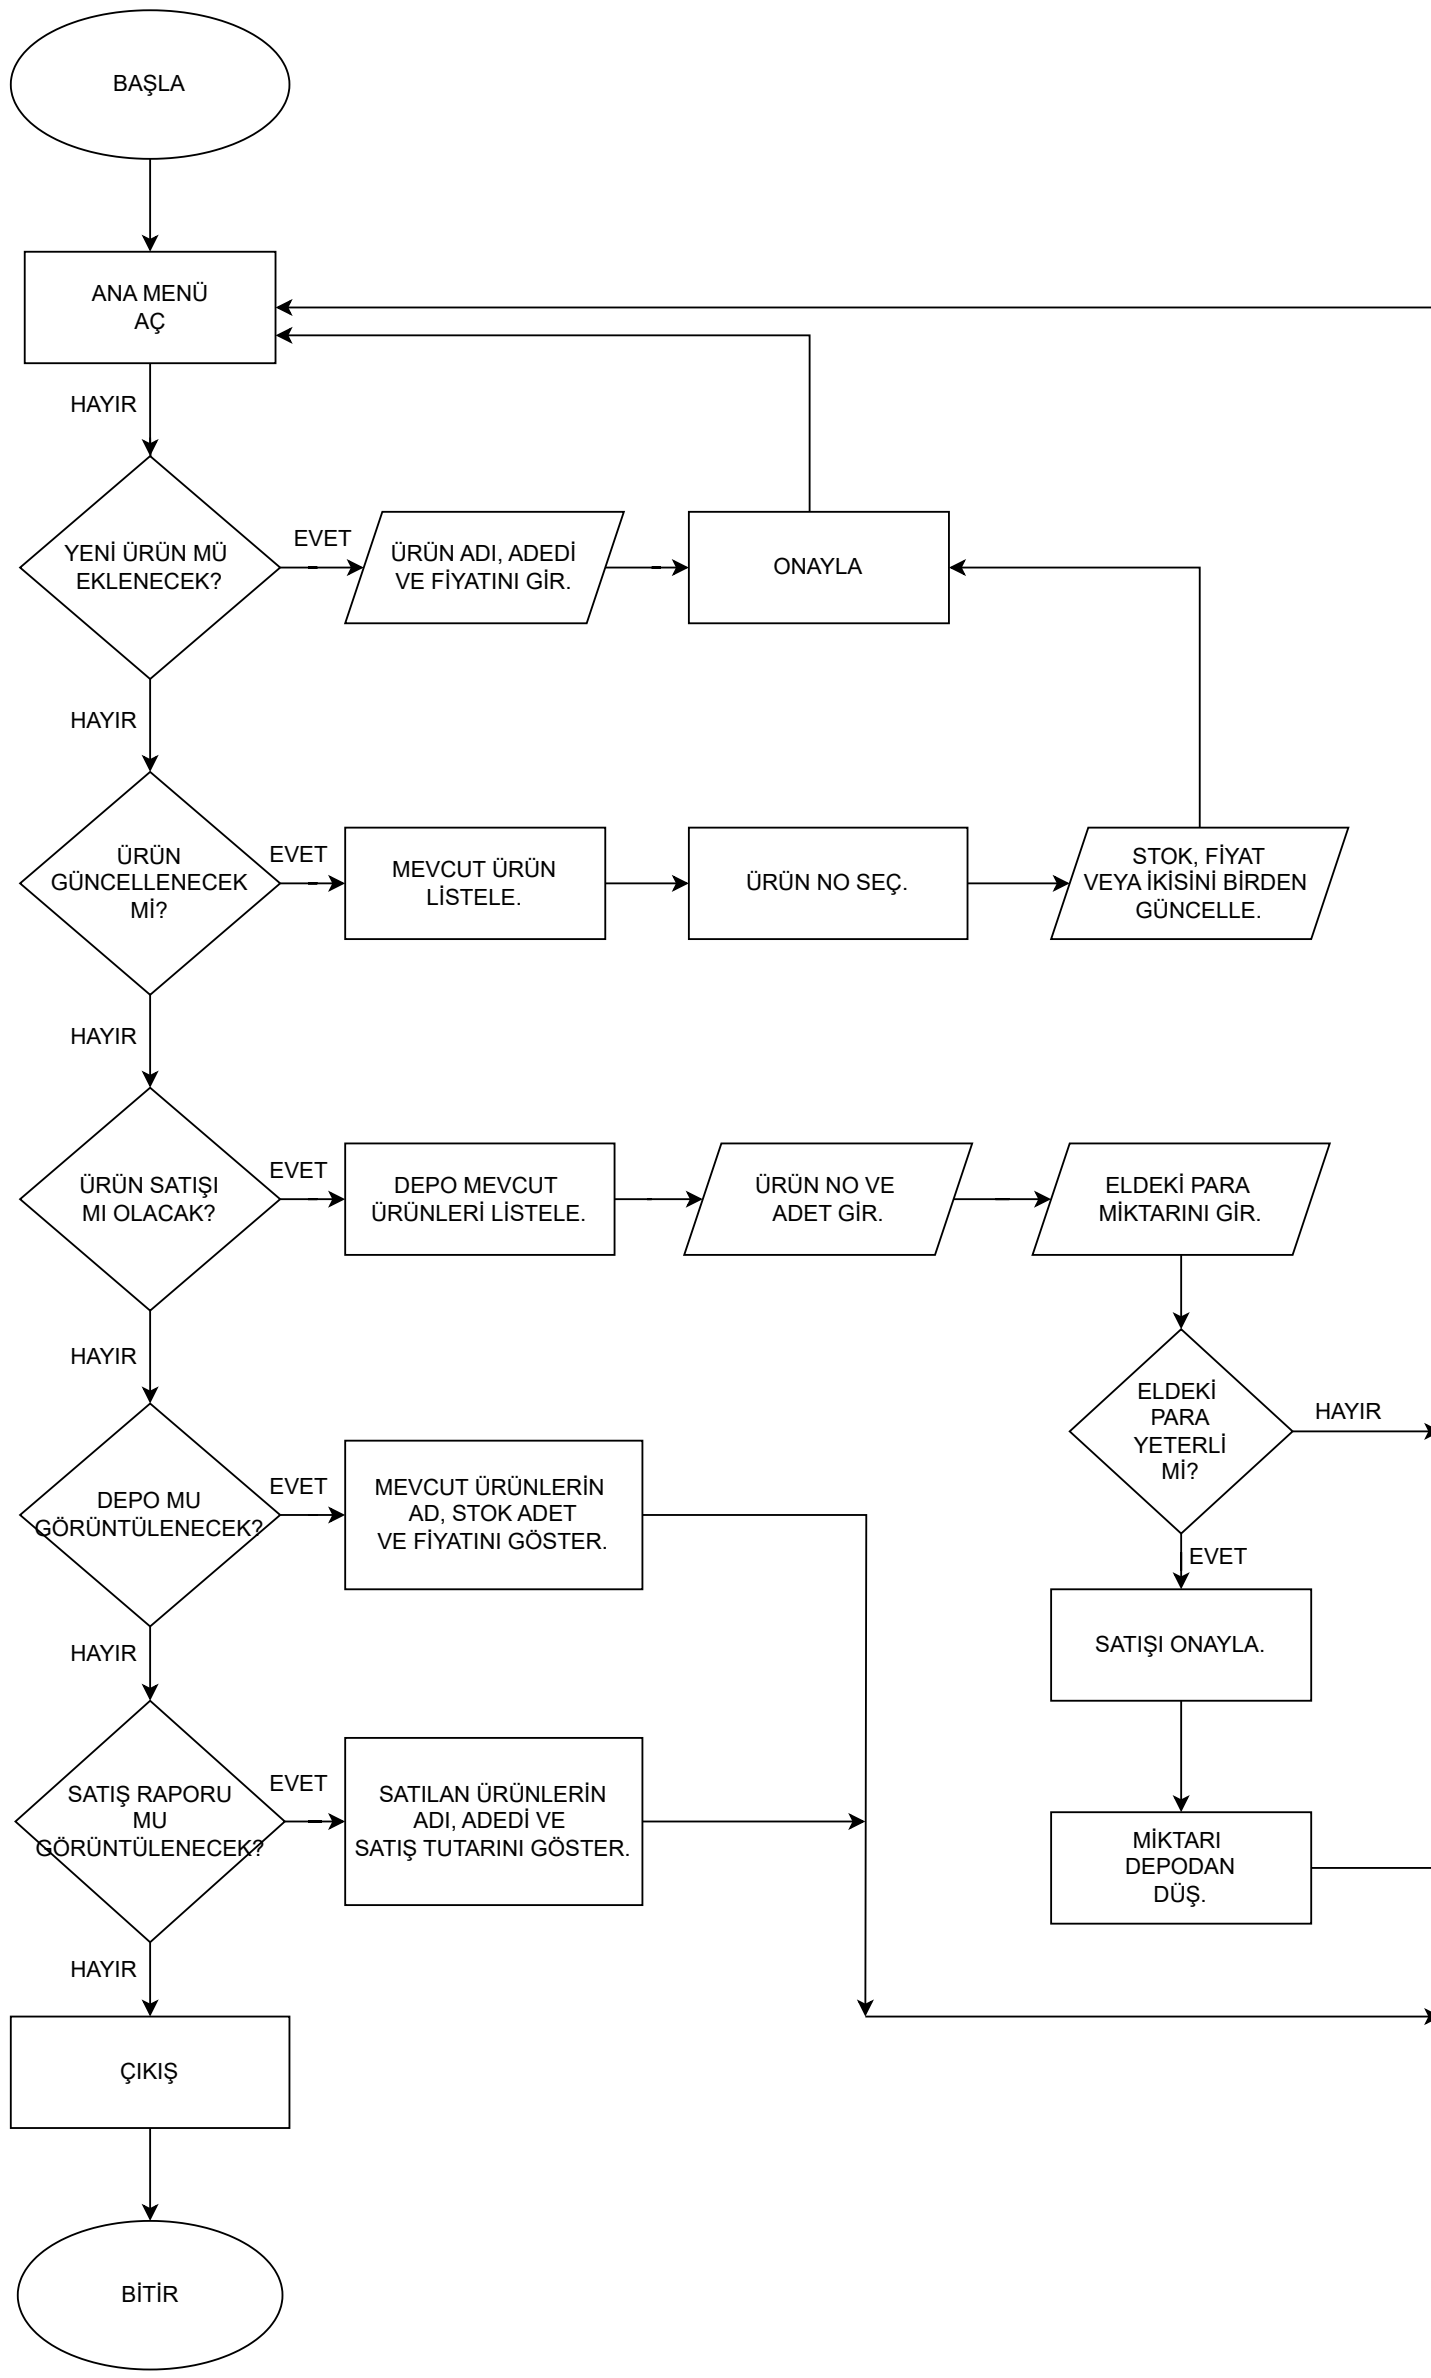 BAŞLA
ANA MENÜ
AÇ
HAYIR
YENİ ÜRÜN MÜ
EKLENECEK?
EVET
ÜRÜN ADI, ADEDİ
VE FİYATINI GİR.
ONAYLA
HAYIR
ÜRÜN
GÜNCELLENECEK
Mİ?
EVET
MEVCUT ÜRÜN
LİSTELE.
ÜRÜN NO SEÇ.
STOK, FİYAT
VEYA İKİSİNİ BİRDEN
GÜNCELLE.
HAYIR
ÜRÜN SATIŞI
MI OLACAK?
EVET
DEPO MEVCUT
ÜRÜNLERİ LİSTELE.
ÜRÜN NO VE
ADET GİR.
ELDEKİ PARA
MİKTARINI GİR.
ELDEKİ
PARA
YETERLİ
Mİ?
HAYIR
EVET
SATIŞI ONAYLA.
MİKTARI
DEPODAN
DÜŞ.
HAYIR
DEPO MU
GÖRÜNTÜLENECEK?
EVET
MEVCUT ÜRÜNLERİN
AD, STOK ADET
VE FİYATINI GÖSTER.
HAYIR
SATIŞ RAPORU
MU
GÖRÜNTÜLENECEK?
EVET
SATILAN ÜRÜNLERİN
ADI, ADEDİ VE
SATIŞ TUTARINI GÖSTER.
HAYIR
ÇIKIŞ
BİTİR